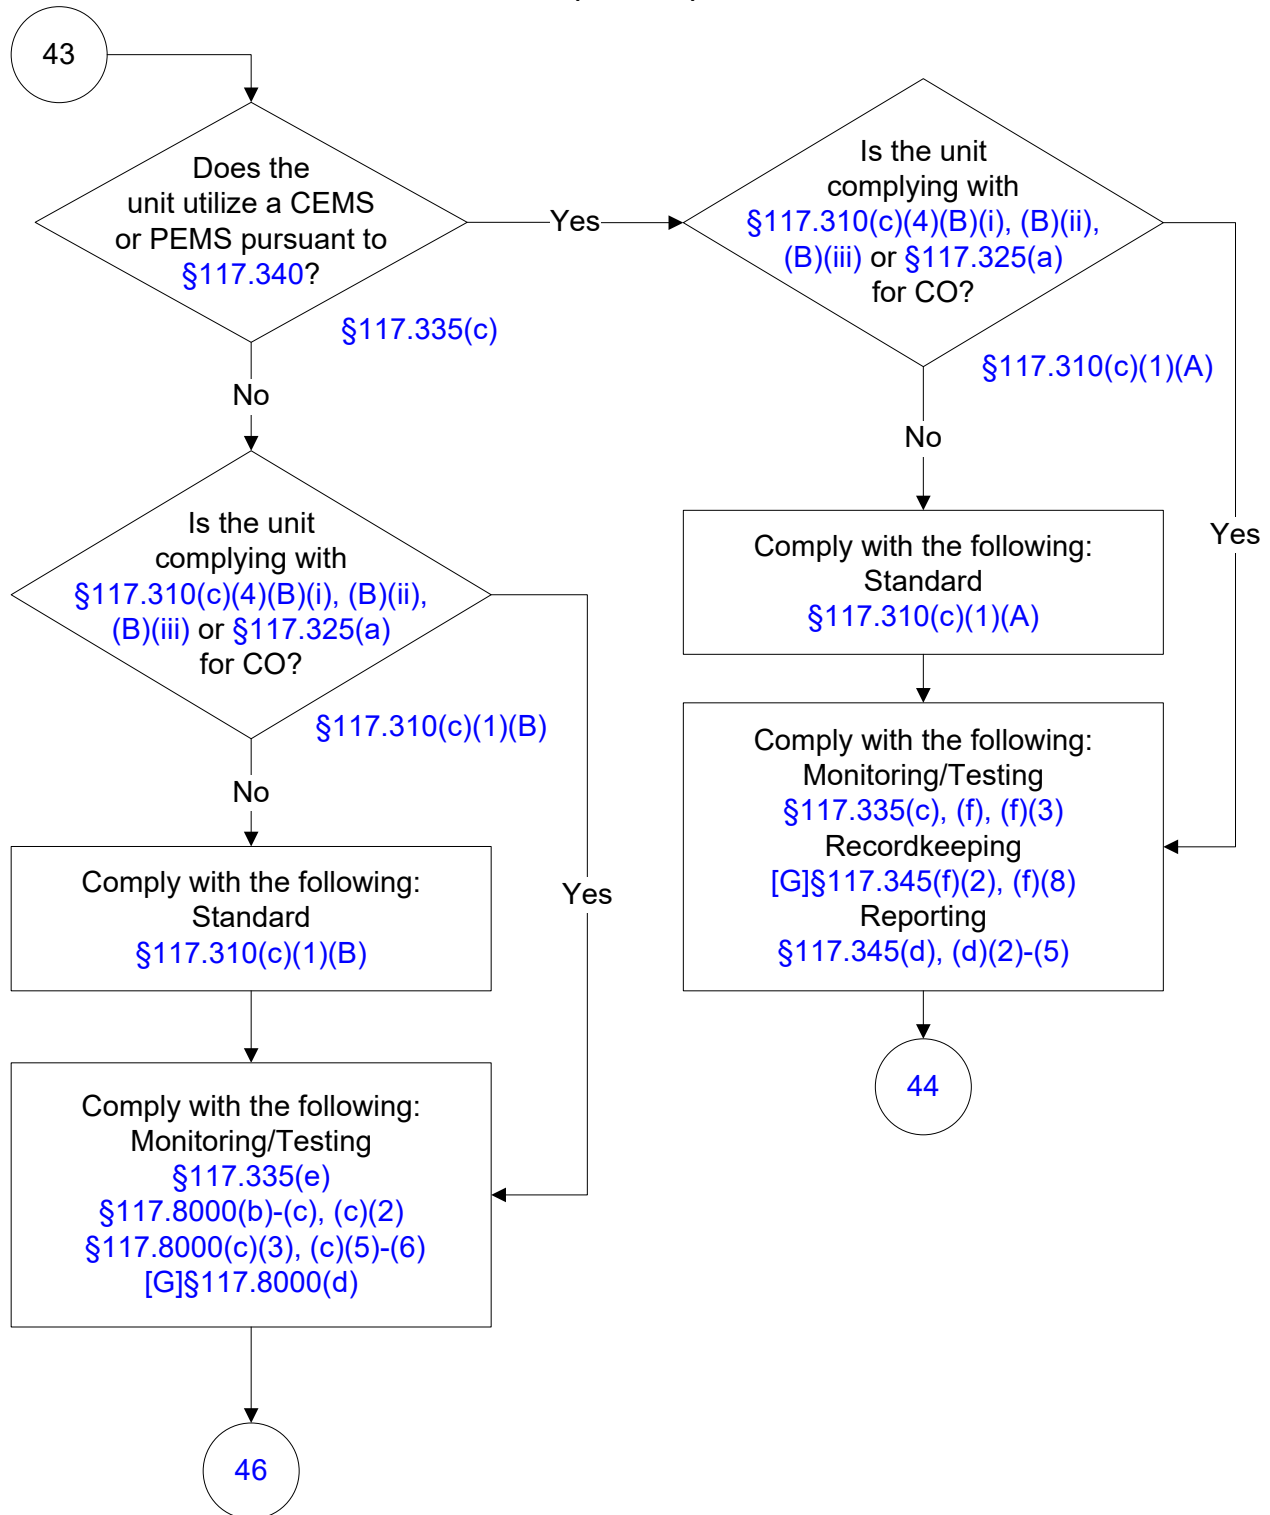 43
Does the
unit utilize a CEMS
or PEMS pursuant to
§117.340?
§117.335(c)
Yes
No
Is the unit
complying with
§117.310(c)(4)(B)(i), (B)(ii),
(B)(iii) or §117.325(a)
for CO?
§117.310(c)(1)(A)
No
Yes
Comply with the following:
Standard
§117.310(c)(1)(A)
Comply with the following:
Monitoring/Testing
§117.335(c), (f), (f)(3)
Recordkeeping
[G]§117.345(f)(2), (f)(8)
Reporting
§117.345(d), (d)(2)-(5)
44
Is the unit
complying with
§117.310(c)(4)(B)(i), (B)(ii),
(B)(iii) or §117.325(a)
for CO?
§117.310(c)(1)(B)
No
Yes
Comply with the following:
Standard
§117.310(c)(1)(B)
Comply with the following:
Monitoring/Testing
§117.335(e)
§117.8000(b)-(c), (c)(2)
§117.8000(c)(3), (c)(5)-(6)
[G]§117.8000(d)
46